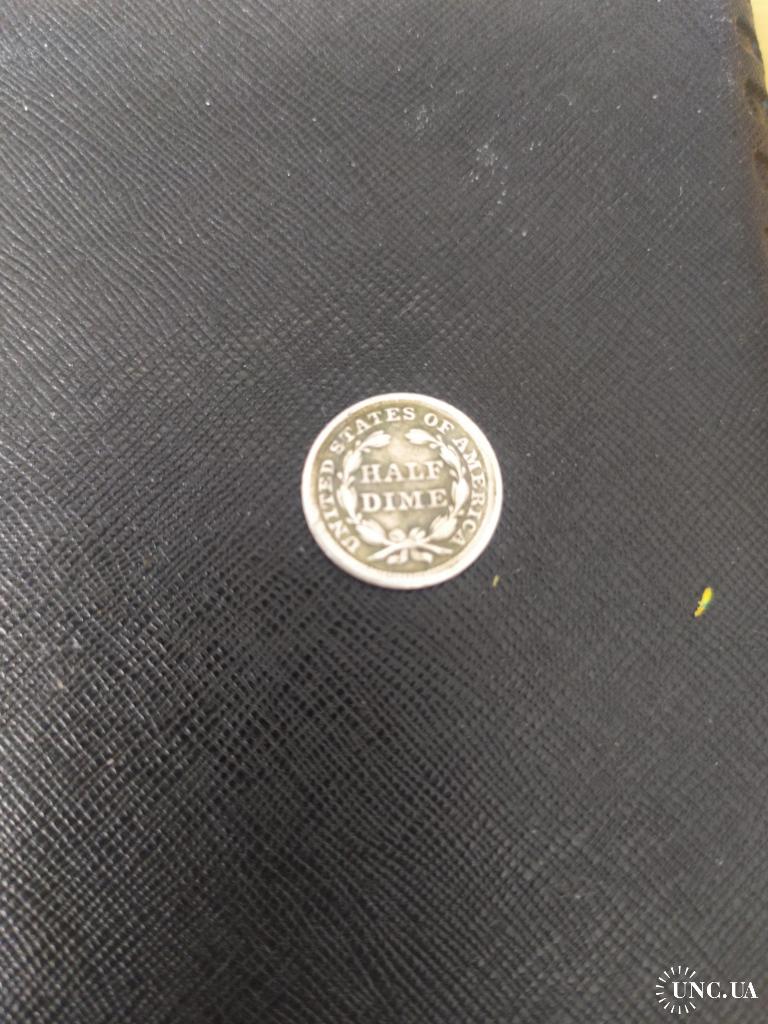 UNITED STATES OF AMERICA
HALF
DIME
UNC.UA